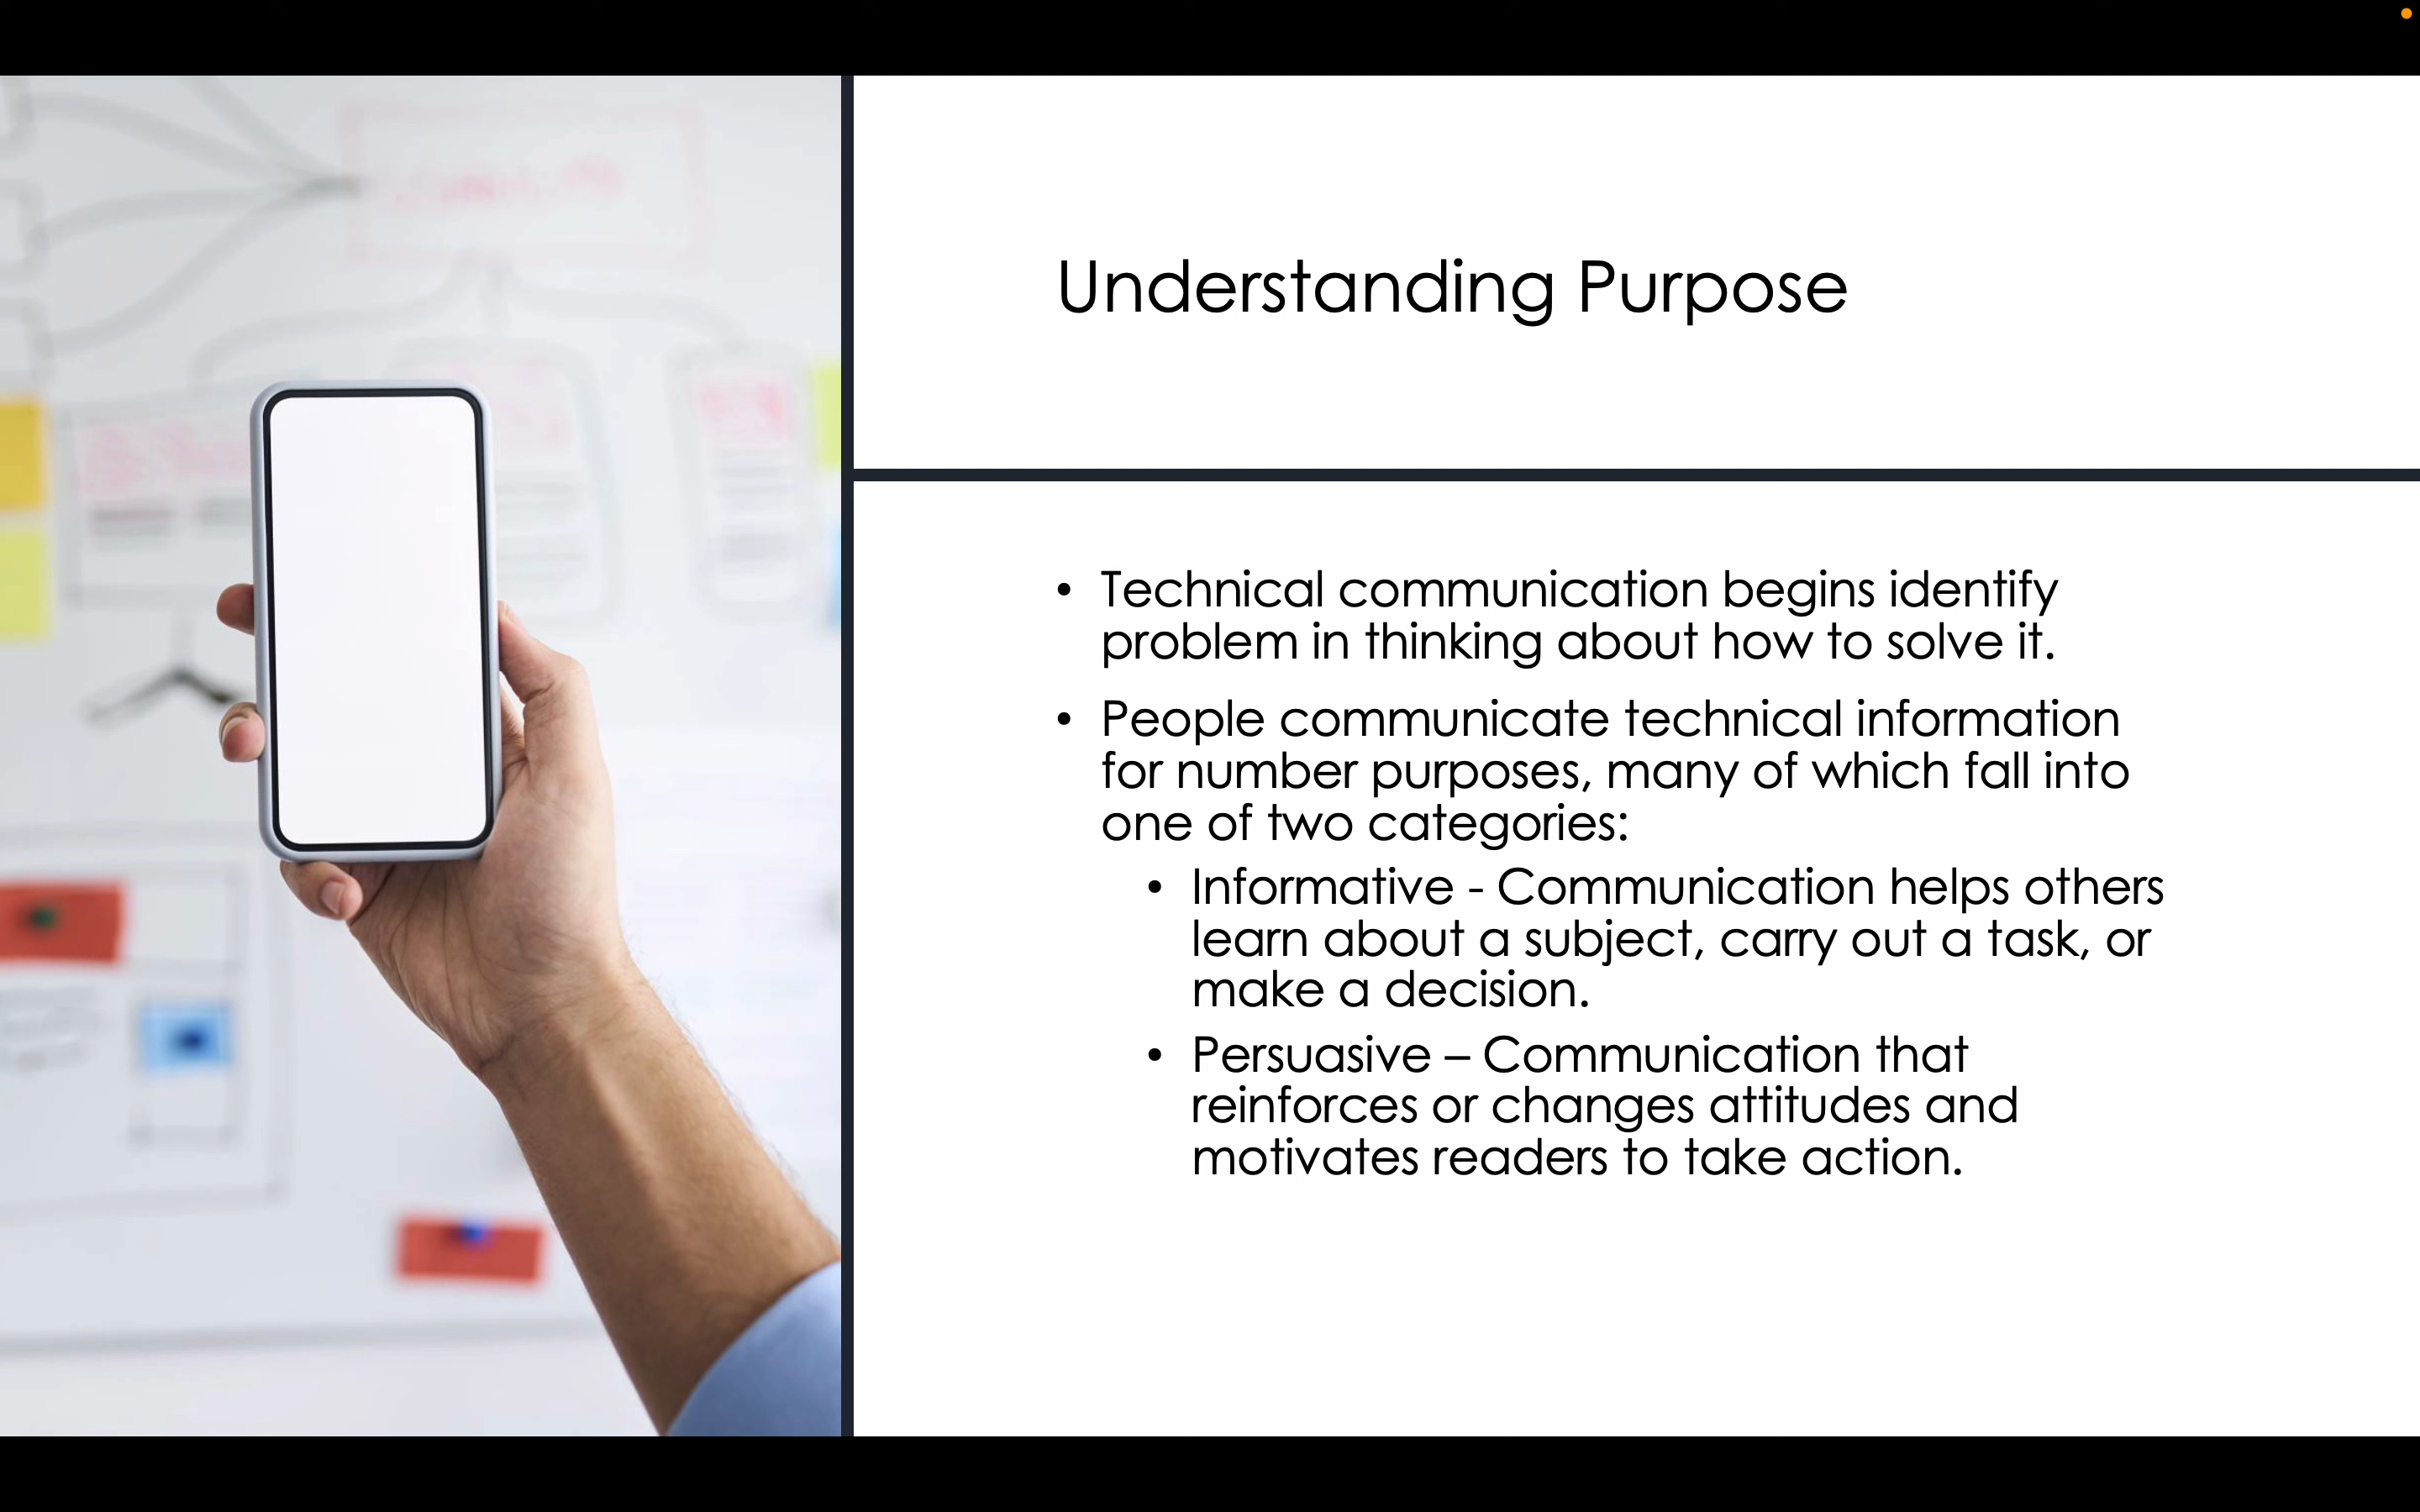 Understanding Purpose
• Technical communication begins identify
problem in thinking about how to solve it.
• People communicate technical information
for number purposes, many of which fall into
one of two categories:
• Informative - Communication helps others
learn about a subject, carry out a task, or
make a decision.
• Persuasive – Communication that
reinforces or changes attitudes and
motivates readers to take action.